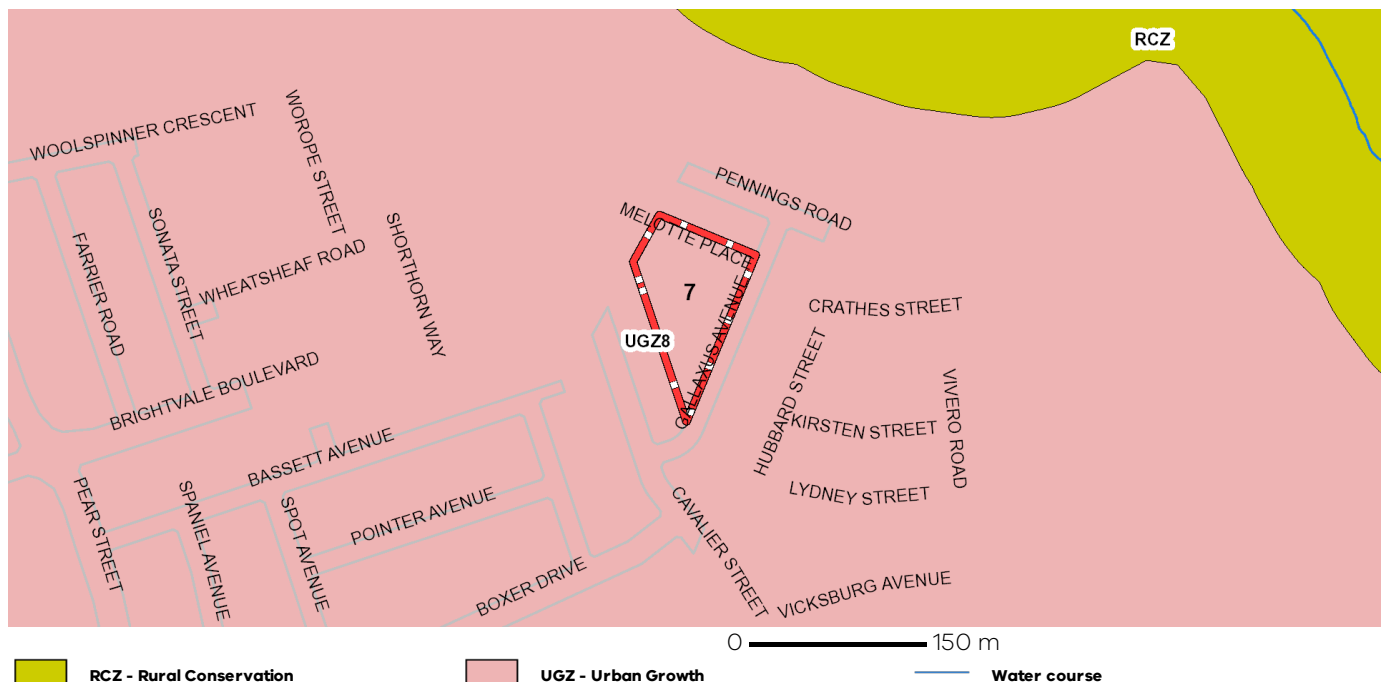 RCZ
WOOLSPINNER CRESCENT
WOROPE STREET
PENNINGS ROAD
MELOTTE PLACE
SONATA STREET
SHORTHORN WAY
FARRIER ROAD
WHEATSHEAF ROAD
7
CALLAXUS AVENUE
CRATHES STREET
UGZ8
HUBBARD STREET
VIVERO ROAD
BRIGHTVALE BOULEVARD
KIRSTEN STREET
BASSETT AVENUE
LYDNEY STREET
PEAR STREET
SPANIEL AVENUE
SPOT AVENUE
POINTER AVENUE
CAVALIER STREET
BOXER DRIVE
VICKSBURG AVENUE
0 150 m
RCZ - Rural Conservation
UGZ - Urban Growth
Water course